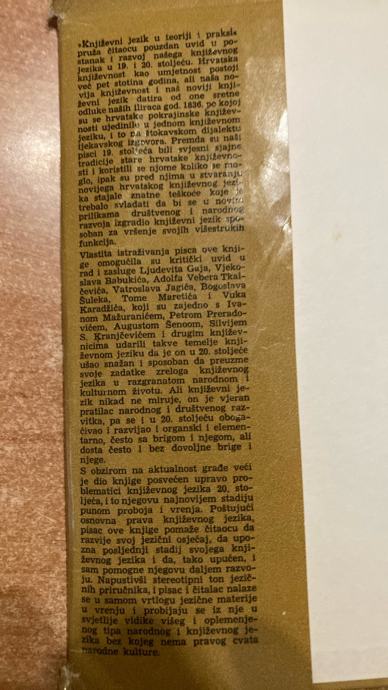 »Književni jezik u teoriji i praksi«
pruža čitaocu pouzdan uvid u po-
stanak i razvoj našega književnog
jezika u 19. i 20. stoljeću. Hrvatska
književnost kao umjetnost postoji
već pet stotina godina, ali naša no-
vija književnost i naš noviji knji-
ževni jezik datira od one sretne
odluke naših iliraca god. 1836. po kojoj
su se hrvatske pokrajinske književ-
nosti ujedinile u jednom književnom
jeziku, i to na štokavskom dijalektu
ijekavskog izgovora. Premda su naši
pisci 19. stoljeća bili svjesni sjajne
tradicije stare hrvatske književno-
sti i koristili se njome koliko se mo-
glo, ipak su pred njima u stvaranju
novijega hrvatskog književnog jezi-
ka stajale znatne teškoće koje je
trebalo svladati da bi se u novim
prilikama društvenog i narodnog
razvoja izgradio književni jezik spo-
soban za vršenje svojih višestrukih
funkcija.
Vlastita istraživanja pisca ove knji-
ge omogućila su kritički uvid u
rad i zasluge Ljudevita Gaja, Vjeko-
slava Babukića, Adolfa Vebera Tkal-
čevića, Vatroslava Jagića, Bogoslava
Šuleka, Tome Maretića i Vuka
Karadžića, koji su zajedno s Iva-
nom Mažuranićem, Petrom Prerado-
vićem, Augustom Šenoom, Silvijem
S. Kranjčevićem i drugim književ-
nicima udarili takve temelje knji-
ževnom jeziku da je on u 20. stoljeće
ušao snažan i sposoban da preuzme
svoje zadatke zreloga književnog
jezika u razgranatom narodnom i
kulturnom životu. Ali književni je-
zik nikad ne miruje, on je vjeran
pratilac narodnog i društvenog raz-
vitka, pa se i u 20. stoljeću oboga-
ćivao i razvijao i organski i elemen-
tarno, često sa brigom i njegom, ali
dosta često i bez dovoljne brige i
njege.
S obzirom na aktualnost građe veći
je dio knjige posvećen upravo pro-
blematici književnog jezika 20. sto-
ljeća, i to njegovu najnovijem stadiju
punom proboja i vrenja. Poštujući
osnovna prava književnog jezika,
pisac ove knjige pomaže čitaocu da
razvije svoj jezični osjećaj, da upo-
zna posljednji stadij svojega knji-
ževnog jezika i da, tako upućen, i
sam pomogne njegovu daljem razvo-
ju. Napustivši stereotipni ton jezič-
nih priručnika, i pisac i čitalac nalaze
se u samom vrtlogu jezične materije
u vrenju i probijaju se iz nje u
svjetlije vidike višeg i oplemenje-
nog tipa narodnog i književnog je-
zika bez kojeg nema pravog cvata
narodne kulture.